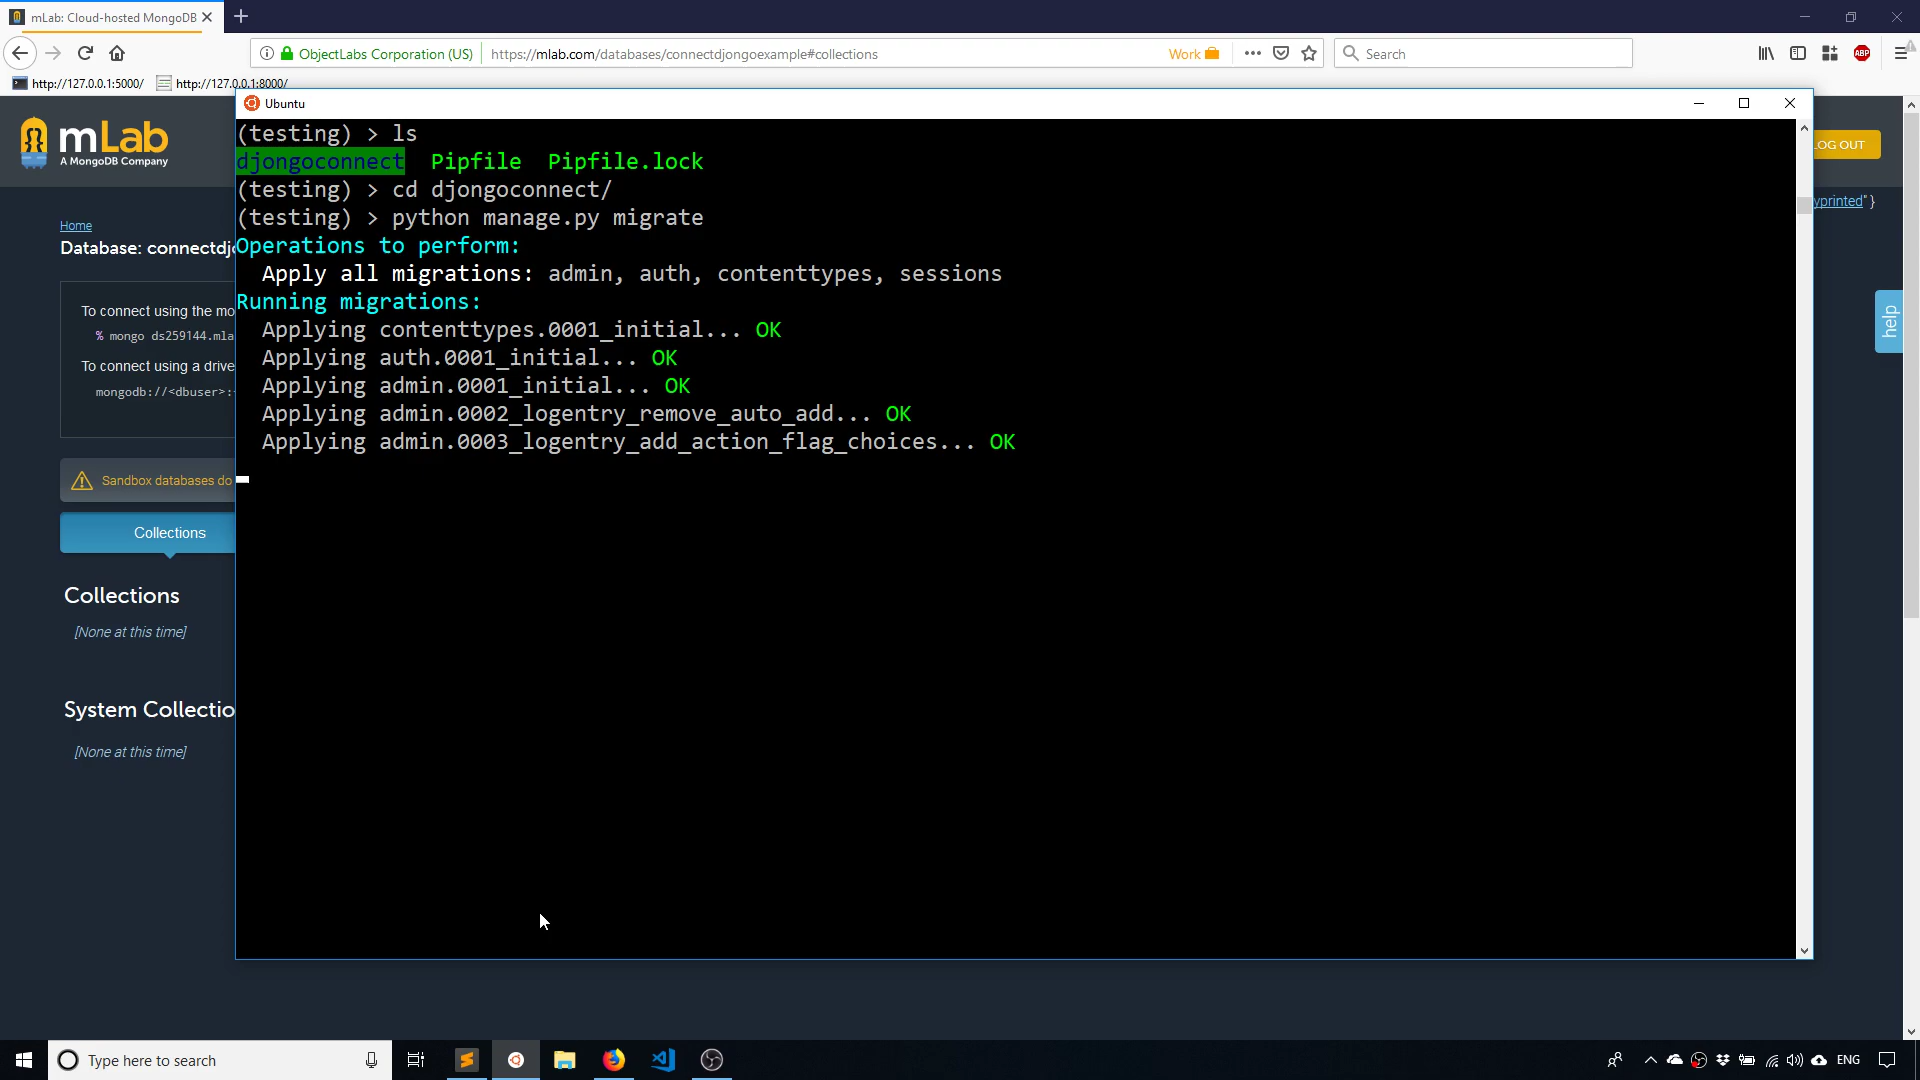 mLab: Cloud-hosted MongoDB
ObjectLabs Corporation (US)
https://mlab.com/databases/connectdjongoexample#collections
Work
Search
ABP
http://127.0.0.1:5000/
http://127.0.0.1:8000/
Ubuntu
mLab
A MongoDB Company
LOG OUT
yprinted"}
Home
Database: connectdjo
To connect using the mo
% mongo ds259144.mla
To connect using a drive
mongodb://<dbuser>:
Sandbox databases do
Collections
Collections
[None at this time]
System Collectio
[None at this time]
help
(testing) > ls
djongoconnect Pipfile Pipfile.lock
(testing) > cd djongoconnect/
(testing) > python manage.py migrate
Operations to perform:
Apply all migrations: admin, auth, contenttypes, sessions
Running migrations:
Applying contenttypes.0001_initial... OK
Applying auth.0001_initial... OK
Applying admin.0001_initial... OK
Applying admin.0002_logentry_remove_auto_add... OK
Applying admin.0003_logentry_add_action_flag_choices... OK
Type here to search
ENG